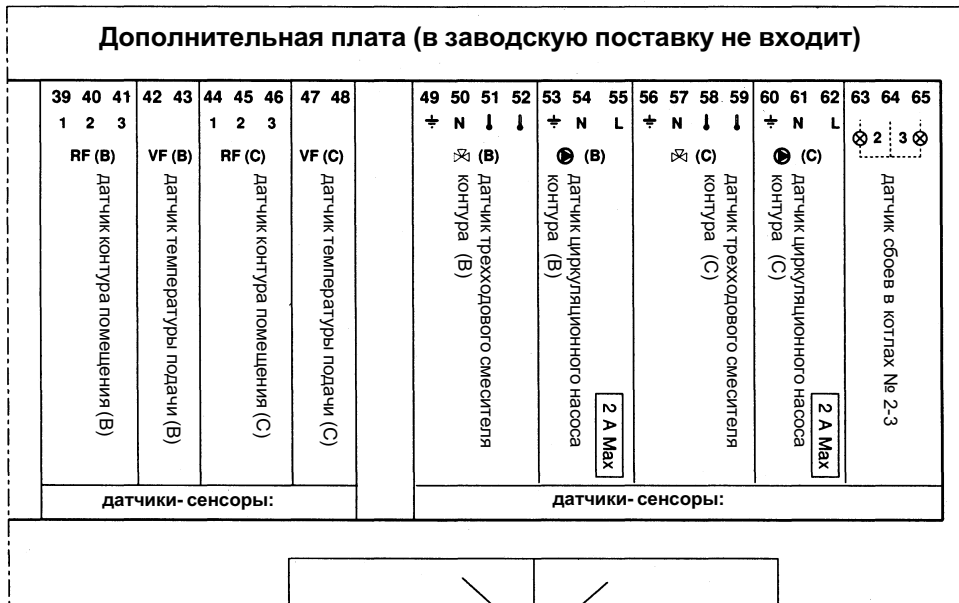 Дополнительная плата (в заводскую поставку не входит)
39 40 41 42 43 44 45 46 47 48 49 50 51 52 53 54 55 56 57 58 59 60 61 62 63 64 65
1 2 3 1 2 3 N N L N N L 2 3
RF (B) VF (B) RF (C) VF (C) (B) (B) (C) (C)
датчик контура помещения (B)
датчик температуры подачи (B)
датчик контура помещения (C)
датчик температуры подачи (C)
датчик трехходового смесителя
контура (B)
датчик циркуляционного насоса
контура (B)
2 A Max
датчик трехходового смесителя
контура (C)
датчик циркуляционного насоса
контура (C)
2 A Max
датчик сбоев в котлах № 2-3
датчики- сенсоры: датчики- сенсоры: